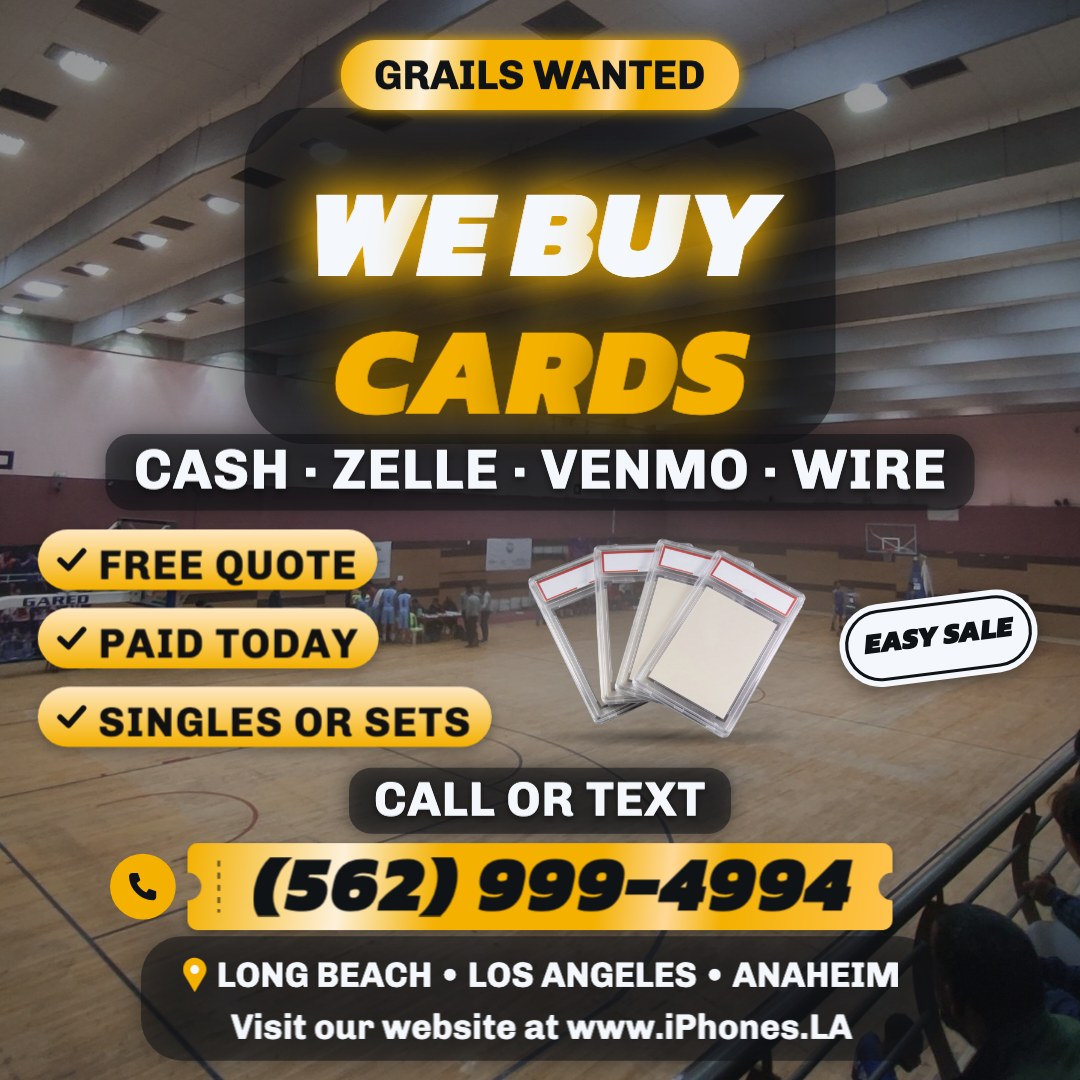 GRAILS WANTED
WE BUY
CARDS
CASH · ZELLE · VENMO · WIRE
✓ FREE QUOTE
GARED
✓ PAID TODAY
✓ SINGLES OR SETS
EASY SALE
CALL OR TEXT
(562) 999-4994
LONG BEACH • LOS ANGELES • ANAHEIM
Visit our website at www.iPhones.LA